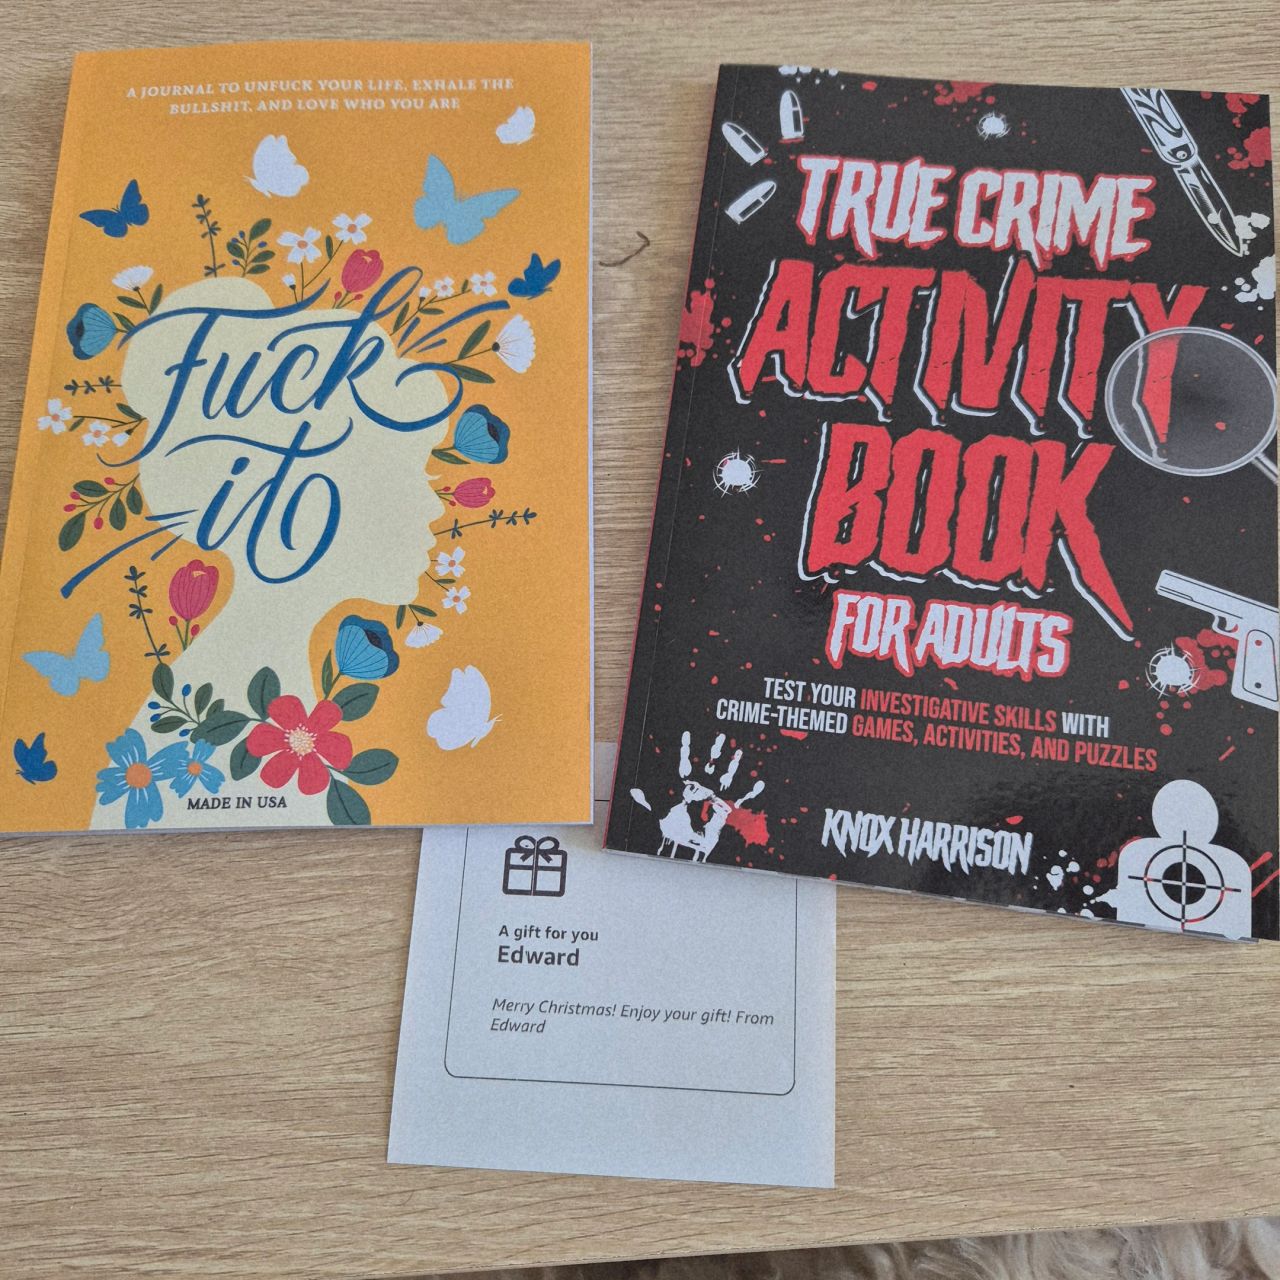 A JOURNAL TO UNFUCK YOUR LIFE, EXHALE THE
BULLSHIT, AND LOVE WHO YOU ARE
Fuck
it
MADE IN USA
TRUE CRIME
ACTIVITY
BOOK
FOR ADULTS
TEST YOUR INVESTIGATIVE SKILLS WITH
CRIME-THEMED GAMES, ACTIVITIES, AND PUZZLES
KNOX HARRISON
A gift for you
Edward
Merry Christmas! Enjoy your gift! From
Edward